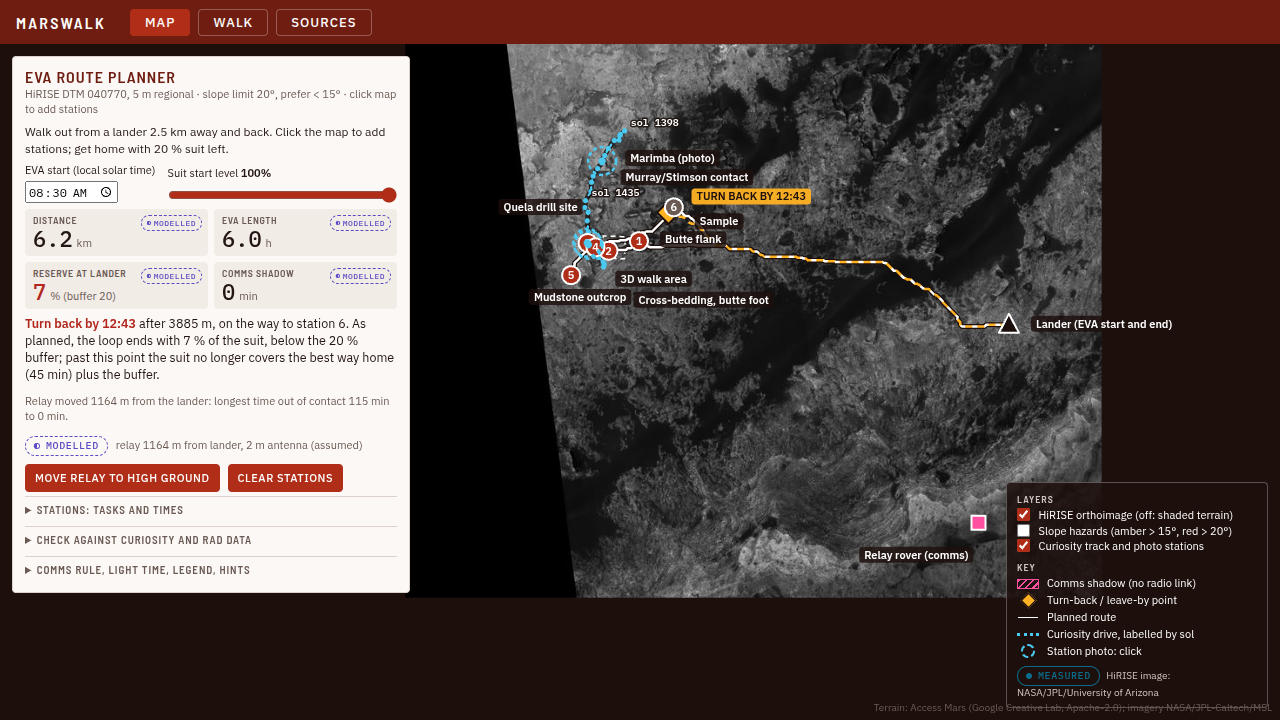 MARSWALK
MAP
WALK
SOURCES
EVA ROUTE PLANNER
HiRISE DTM 040770, 5 m regional · slope limit 20°, prefer < 15° · click map
to add stations
Walk out from a lander 2.5 km away and back. Click the map to add
stations; get home with 20 % suit left.
EVA start (local solar time)
Suit start level 100%
08:30 AM
DISTANCE
MODELLED
6.2 km
EVA LENGTH
MODELLED
6.0 h
RESERVE AT LANDER
MODELLED
7 % (buffer 20)
COMMS SHADOW
MODELLED
0 min
Turn back by 12:43 after 3885 m, on the way to station 6. As
planned, the loop ends with 7 % of the suit, below the 20 %
buffer; past this point the suit no longer covers the best way home
(45 min) plus the buffer.
Relay moved 1164 m from the lander: longest time out of contact 115 min
to 0 min.
MODELLED
relay 1164 m from lander, 2 m antenna (assumed)
MOVE RELAY TO HIGH GROUND
CLEAR STATIONS
STATIONS: TASKS AND TIMES
CHECK AGAINST CURIOSITY AND RAD DATA
COMMS RULE, LIGHT TIME, LEGEND, HINTS
sol 1398
Marimba (photo)
Murray/Stimson contact
sol 1435
TURN BACK BY 12:43
Quela drill site
6
Sample
Butte flank
1
2
4
5
3D walk area
Mudstone outcrop
Cross-bedding, butte foot
Lander (EVA start and end)
Relay rover (comms)
LAYERS
HiRISE orthoimage (off: shaded terrain)
Slope hazards (amber > 15°, red > 20°)
Curiosity track and photo stations
KEY
Comms shadow (no radio link)
Turn-back / leave-by point
Planned route
Curiosity drive, labelled by sol
Station photo: click
MEASURED
HiRISE image:
NASA/JPL/University of Arizona
Terrain: Access Mars (Google Creative Lab, Apache-2.0); imagery NASA/JPL-Caltech/MSL